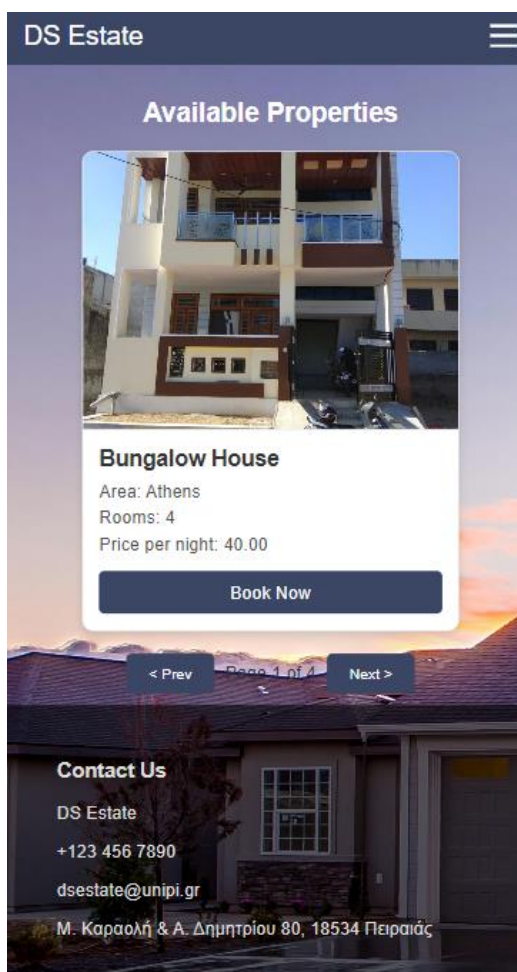 DS Estate
Available Properties
Bungalow House
Area: Athens
Rooms: 4
Price per night: 40.00
Book Now
< Prev Page 1 of 4 Next >
Contact Us
DS Estate
+123 456 7890
dsestate@unipi.gr
Μ. Καραολή & Α. Δημητρίου 80, 18534 Πειραιάς